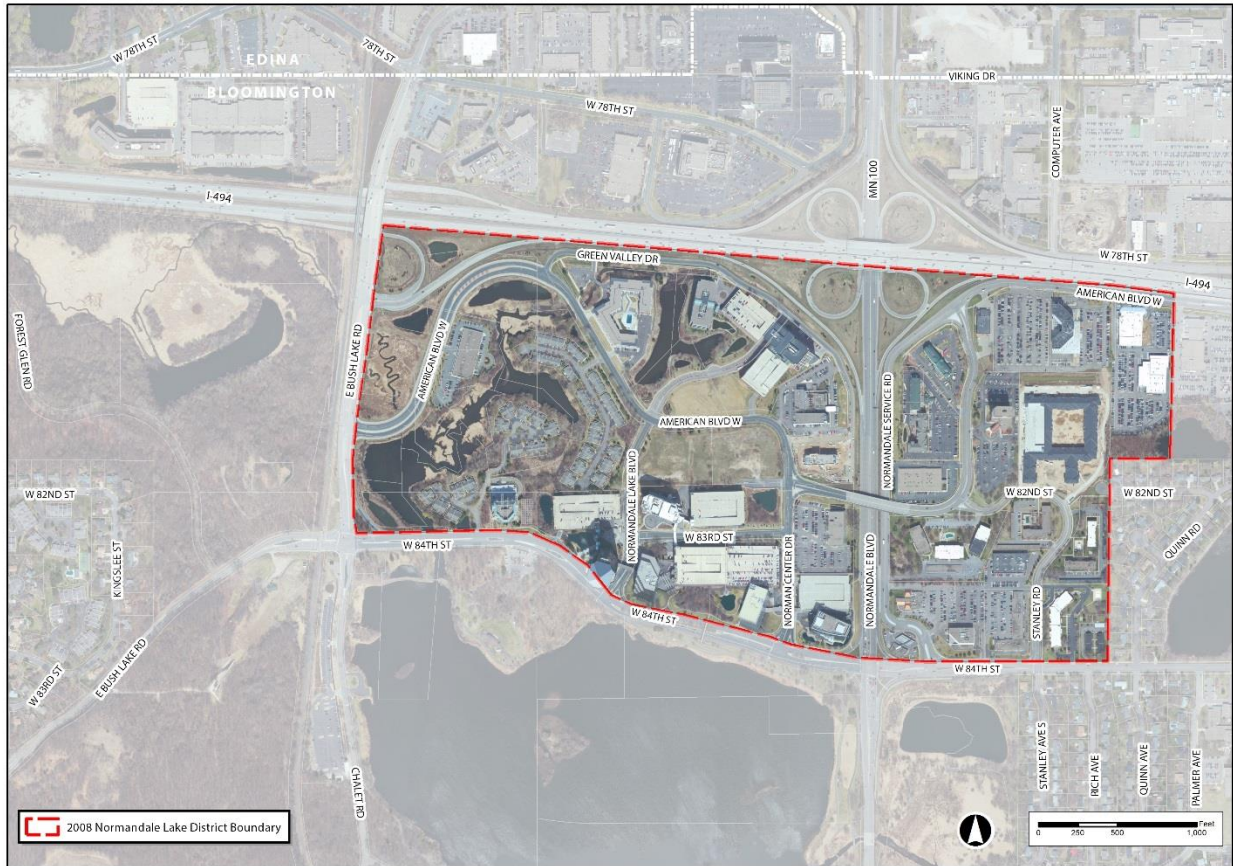 W 78TH ST
78TH ST
EDINA
BLOOMINGTON
VIKING DR
W 78TH ST
COMPUTER AVE
MN 100
I-494
W 78TH ST
I-494
GREEN VALLEY DR
AMERICAN BLVD W
FOREST GLEN RD
E BUSH LAKE RD
AMERICAN BLVD W
NORMANDALE SERVICE RD
AMERICAN BLVD W
NORMANDALE LAKE BLVD
W 82ND ST
KINGSLEE ST
W 82ND ST
W 82ND ST
QUINN RD
W 83RD ST
W 84TH ST
NORMAN CENTER DR
NORMANDALE BLVD
STANLEY RD
W 84TH ST
W 84TH ST
W 83RD ST
E BUSH LAKE RD
CHALET RD
STANLEY AVE S
RICH AVE
QUINN AVE
PALMER AVE
2008 Normandale Lake District Boundary
Feet
0 250 500 1,000